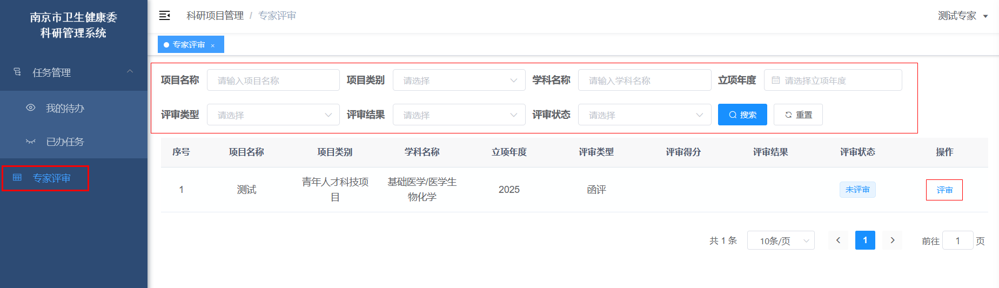 南京市卫生健康委
科研管理系统
科研项目管理 / 专家评审
测试专家
任务管理
我的待办
已办任务
专家评审
专家评审 ×
项目名称 请输入项目名称 项目类别 请选择 学科名称 请输入学科名称 立项年度 请选择立项年度
评审类型 请选择 评审结果 请选择 评审状态 请选择 搜索 重置
序号 项目名称 项目类别 学科名称 立项年度 评审类型 评审得分 评审结果 评审状态 操作
1 测试 青年人才科技项目 基础医学/医学生物化学 2025 函评 未评审 评审
共 1 条 10条/页 1 前往 1 页